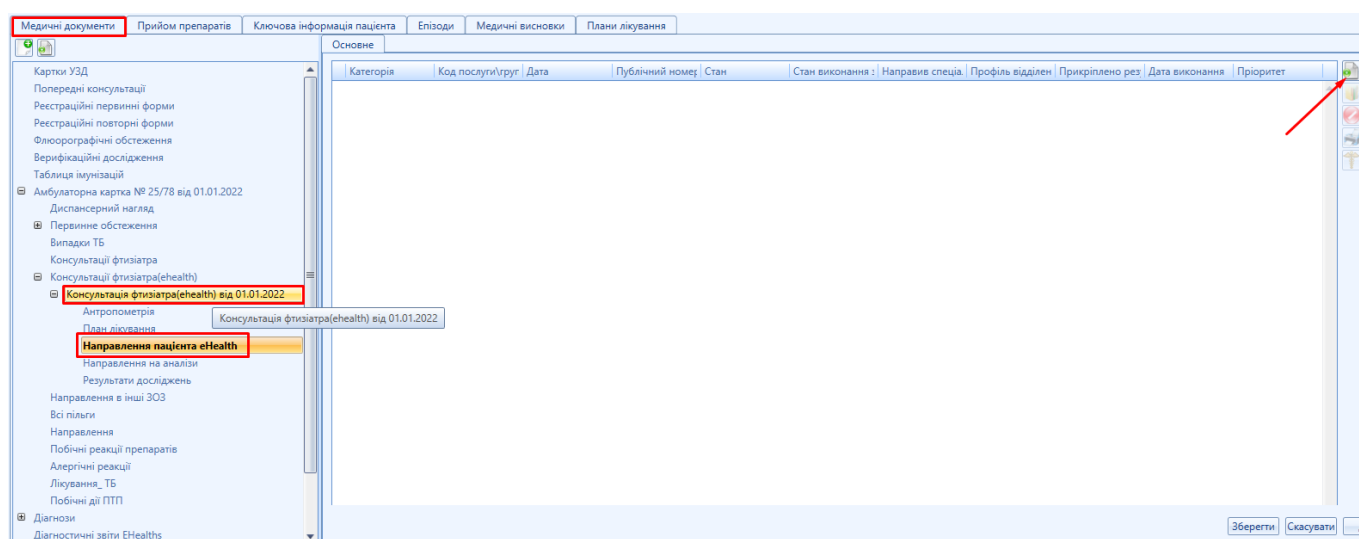 Медичні документи Прийом препаратів Ключова інформація пацієнта Епізоди Медичні висновки Плани лікування
Основне
Категорія Код послуги\груг Дата Публічний номер Стан Стан виконання з Направив спеціа. Профіль відділен Прикріплено рез Дата виконання Пріоритет
Картки УЗД
Попередні консультації
Реєстраційні первинні форми
Реєстраційні повторні форми
Флюорографічні обстеження
Верифікаційні дослідження
Таблиця імунізацій
Амбулаторна картка № 25/78 від 01.01.2022
Диспансерний нагляд
Первинне обстеження
Випадки ТБ
Консультації фтизіатра
Консультації фтизіатра(ehealth)
Консультація фтизіатра(ehealth) від 01.01.2022
Антропометрія
Консультація фтизіатра(ehealth) від 01.01.2022
План лікування
Направлення пацієнта eHealth
Направлення на аналізи
Результати досліджень
Направлення в інші ЗОЗ
Всі пільги
Направлення
Побічні реакції препаратів
Алергічні реакції
Лікування_ ТБ
Побічні дії ПТП
Діагнози
Діагностичні звіти EHealths
Зберегти Скасувати